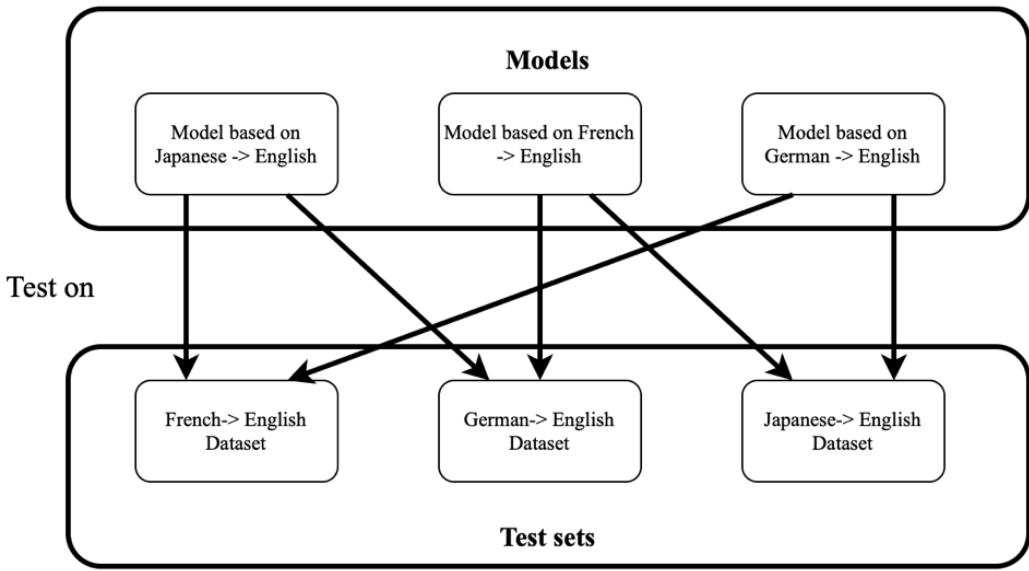 Models
Model based on
Japanese -> English
Model based on French
-> English
Model based on
German -> English
Test on
French-> English
Dataset
German-> English
Dataset
Japanese-> English
Dataset
Test sets